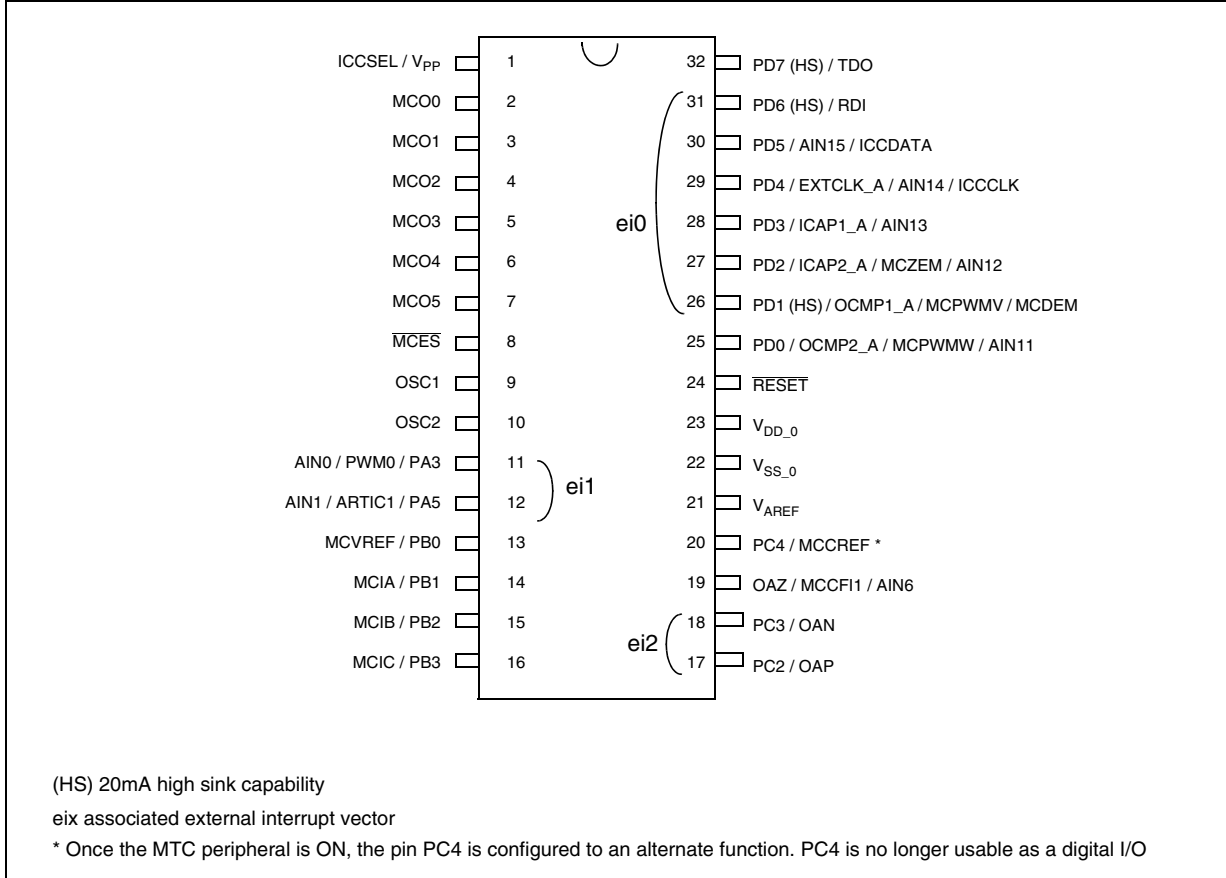 ICCSEL / VPP 1 32 PD7 (HS) / TDO
MCO0 2 31 PD6 (HS) / RDI
MCO1 3 30 PD5 / AIN15 / ICCDATA
MCO2 4 29 PD4 / EXTCLK_A / AIN14 / ICCCLK
MCO3 5 ei0 28 PD3 / ICAP1_A / AIN13
MCO4 6 27 PD2 / ICAP2_A / MCZEM / AIN12
MCO5 7 26 PD1 (HS) / OCMP1_A / MCPWMV / MCDEM
MCES 8 25 PD0 / OCMP2_A / MCPWMW / AIN11
OSC1 9 24 RESET
OSC2 10 23 VDD_0
AIN0 / PWM0 / PA3 11 22 VSS_0
ei1
AIN1 / ARTIC1 / PA5 12 21 VAREF
MCVREF / PB0 13 20 PC4 / MCCREF *
MCIA / PB1 14 19 OAZ / MCCFI1 / AIN6
MCIB / PB2 15 18 PC3 / OAN
ei2
MCIC / PB3 16 17 PC2 / OAP
(HS) 20mA high sink capability
eix associated external interrupt vector
* Once the MTC peripheral is ON, the pin PC4 is configured to an alternate function. PC4 is no longer usable as a digital I/O